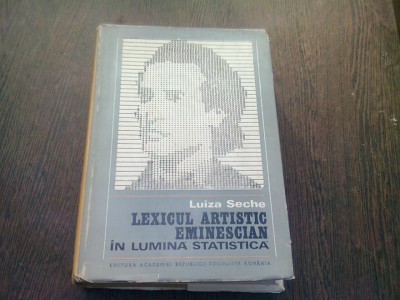 Luiza Seche
LEXICUL ARTISTIC
EMINESCIAN
ÎN LUMINA STATISTICĂ
EDITURA ACADEMIEI REPUBLICII SOCIALISTE ROMÂNIA